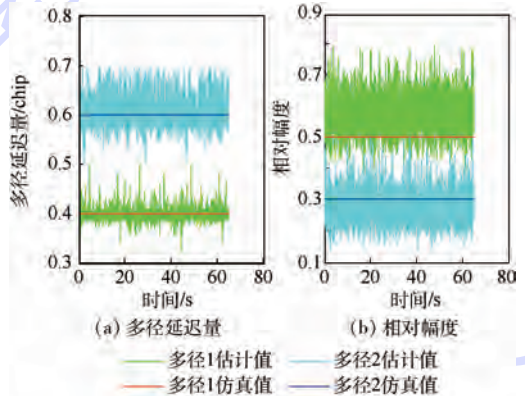 0.8
0.7
0.6
0.5
0.4
0.3
多径延迟量/chip
0 20 40 60 80
时间/s
(a) 多径延迟量
0.9
0.7
0.5
0.3
0.1
相对幅度
0 20 40 60 80
时间/s
(b) 相对幅度
多径1估计值 多径2估计值
多径1仿真值 多径2仿真值